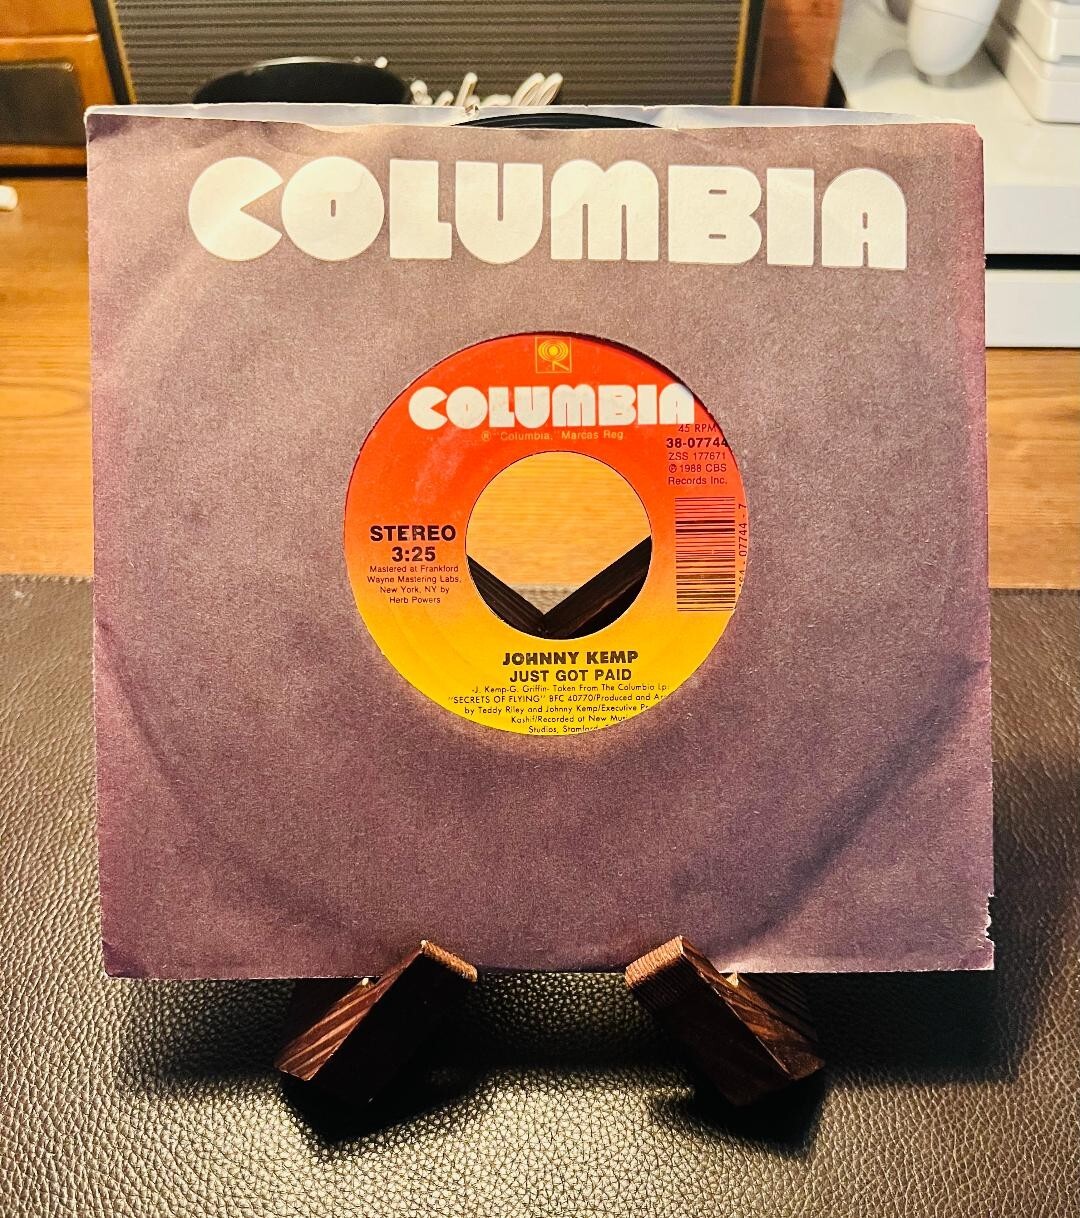 COLUMBIA
COLUMBIA
® "Columbia," Marcas Reg.
45 RPM
38-07744
ZSS 177671
℗ 1988 CBS
Records Inc.
STEREO
3:25
Mastered at Frankford
Wayne Mastering Labs,
New York, NY by
Herb Powers
07744 - 7
JOHNNY KEMP
JUST GOT PAID
-J. Kemp-G. Griffin- Taken From The Columbia Lp:
"SECRETS OF FLYING" BFC 40770/Produced and
by Teddy Riley and Johnny Kemp/Executive
Kashif/Recorded at New
Studios,